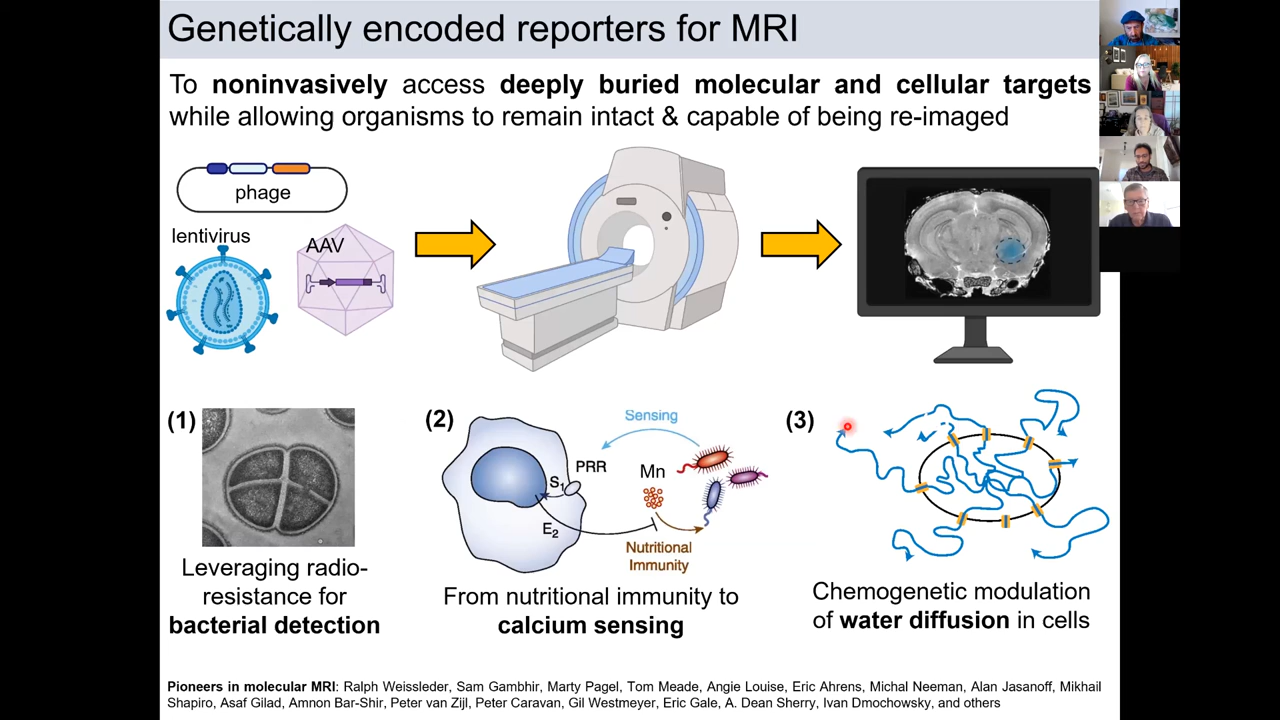 Genetically encoded reporters for MRI
To noninvasively access deeply buried molecular and cellular targets
while allowing organisms to remain intact & capable of being re-imaged
phage
lentivirus
AAV
(1)
Leveraging radio-
resistance for
bacterial detection
(2)
Sensing
PRR
Mn
S1
E2
Nutritional
Immunity
From nutritional immunity to
calcium sensing
(3)
Chemogenetic modulation
of water diffusion in cells
Pioneers in molecular MRI: Ralph Weissleder, Sam Gambhir, Marty Pagel, Tom Meade, Angie Louise, Eric Ahrens, Michal Neeman, Alan Jasanoff, Mikhail
Shapiro, Asaf Gilad, Amnon Bar-Shir, Peter van Zijl, Peter Caravan, Gil Westmeyer, Eric Gale, A. Dean Sherry, Ivan Dmochowsky, and others